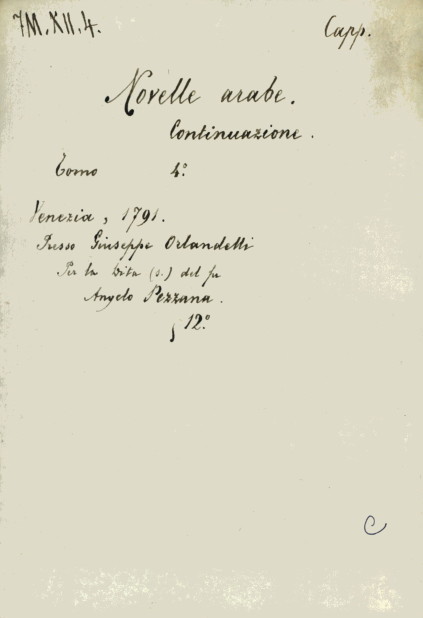 7M.XII.4.
Capp.
Novelle arabe.
Continuazione.
Tomo 4.°
Venezia, 1791.
Presso Giuseppe Orlandelli
Per la Dita (s.) del fu
Angelo Pezzana.
12.°
C